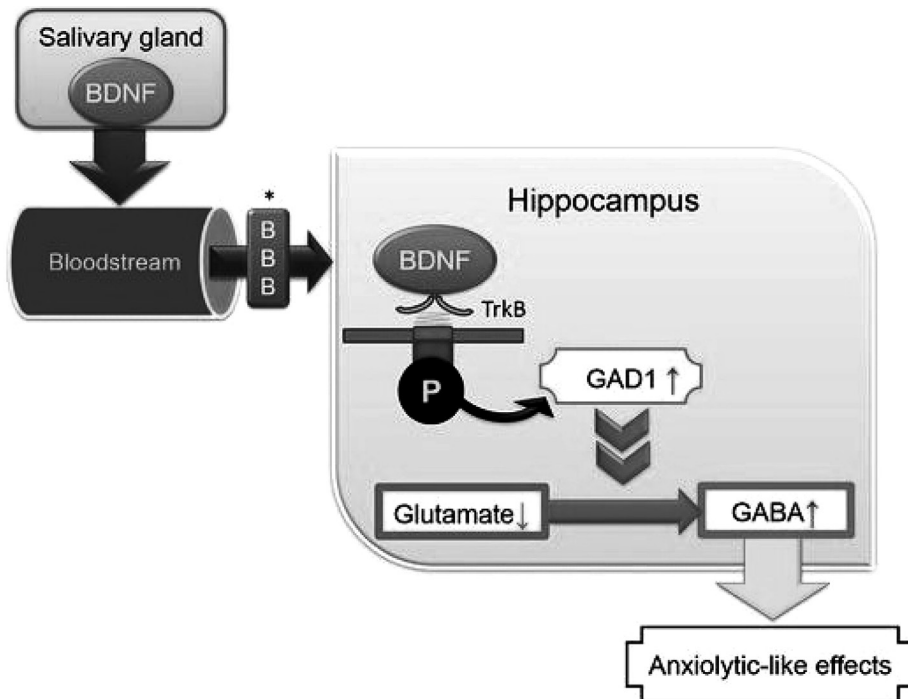 Salivary gland
BDNF
Bloodstream
*
B
B
B
Hippocampus
BDNF
TrkB
P
GAD1 ↑
Glutamate↓
GABA↑
Anxiolytic-like effects